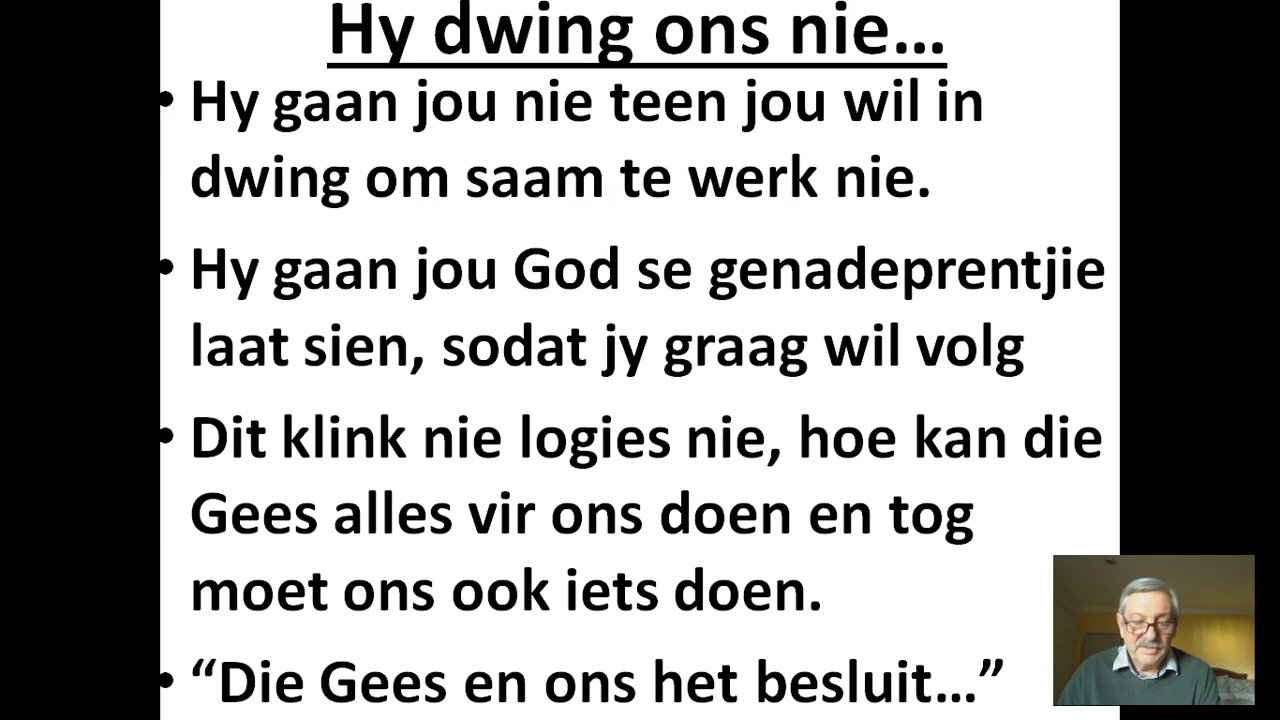 Hy dwing ons nie…
• Hy gaan jou nie teen jou wil in
dwing om saam te werk nie.
• Hy gaan jou God se genadeprentjie
laat sien, sodat jy graag wil volg
• Dit klink nie logies nie, hoe kan die
Gees alles vir ons doen en tog
moet ons ook iets doen.
• “Die Gees en ons het besluit…”